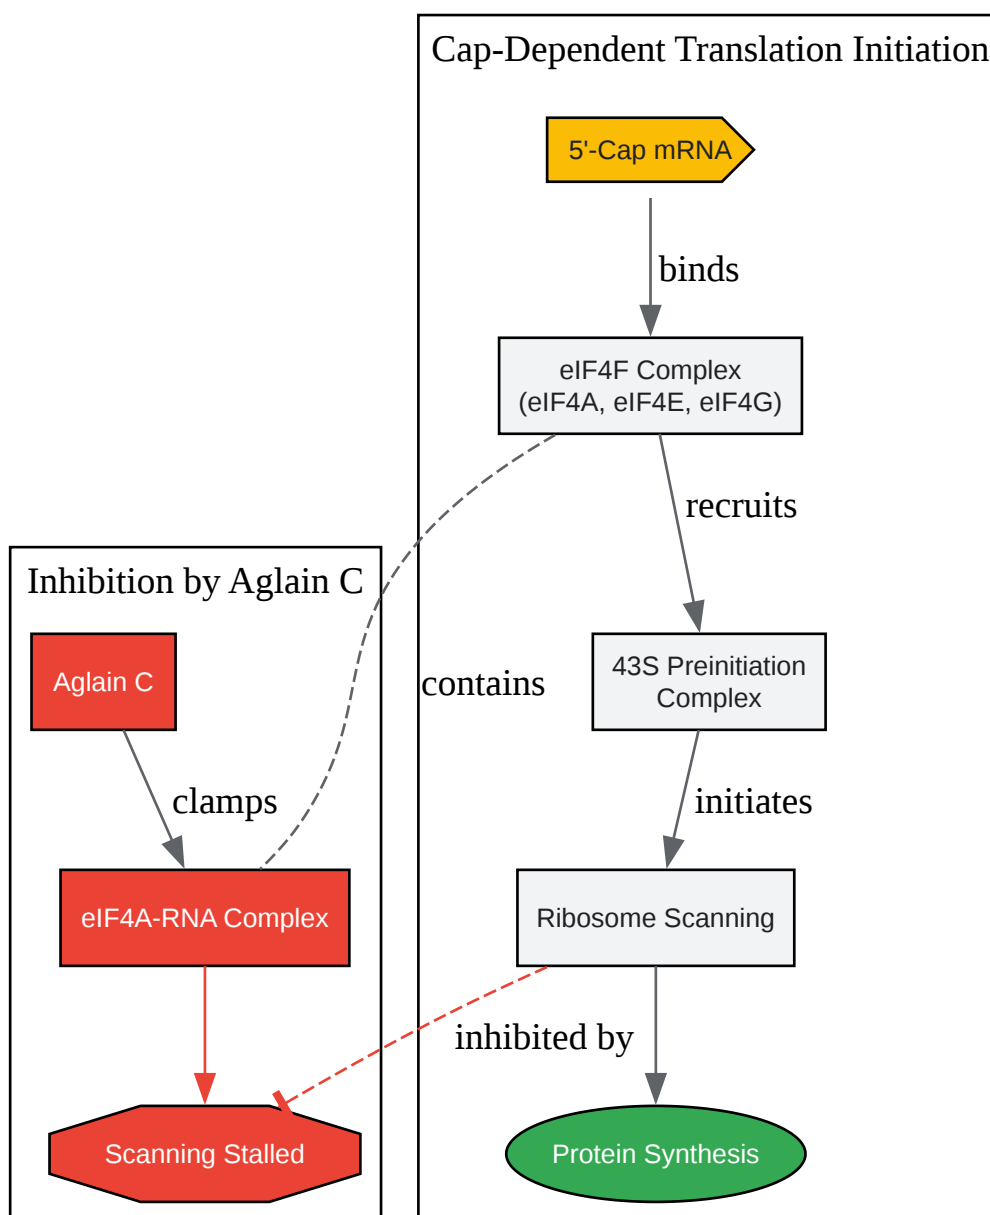 Cap-Dependent Translation Initiation
5'-Cap mRNA
binds
eIF4F Complex
(eIF4A, eIF4E, eIF4G)
recruits
Inhibition by Aglain C
Aglain C
contains
43S Preinitiation
Complex
clamps
initiates
eIF4A-RNA Complex
Ribosome Scanning
inhibited by
Scanning Stalled
Protein Synthesis